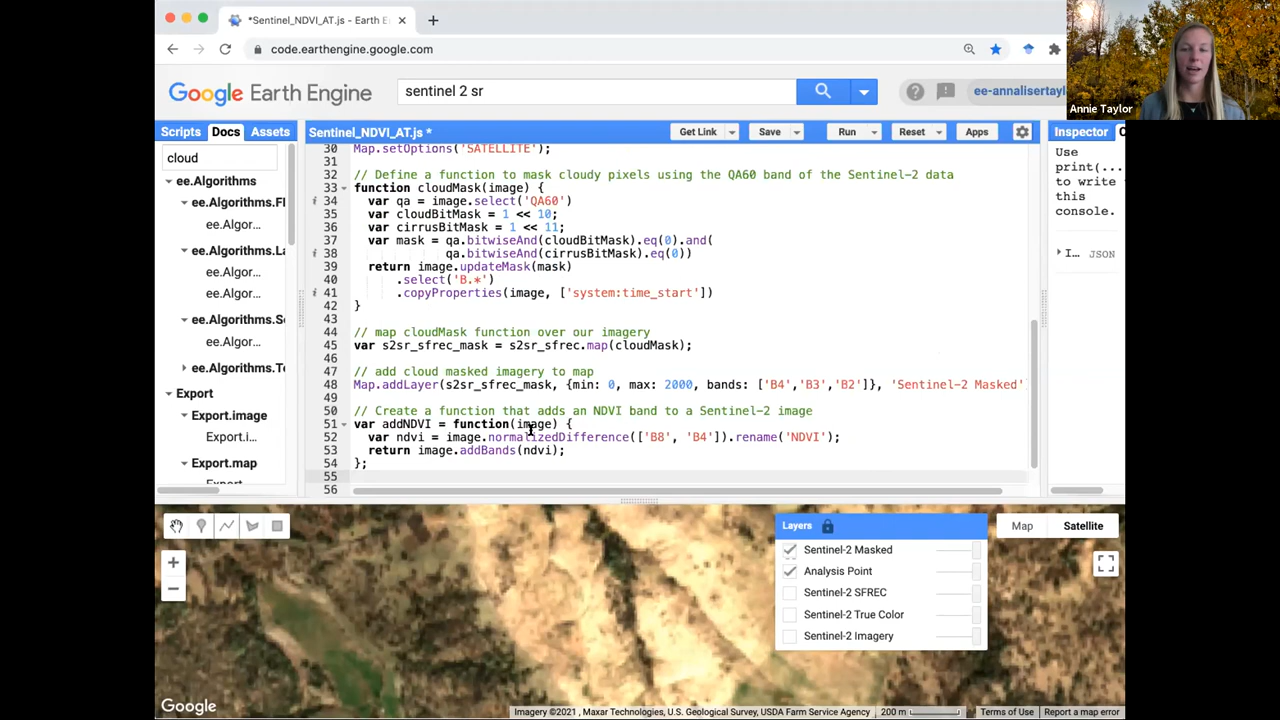 *Sentinel_NDVI_AT.js - Earth E
code.earthengine.google.com
Annie Taylor
Google Earth Engine
sentinel 2 sr
ee-annalisertayl
Scripts Docs Assets
Sentinel_NDVI_AT.js *
Get Link Save Run Reset Apps
Inspector C
cloud
ee.Algorithms
ee.Algorithms.Fl
ee.Algor...
ee.Algorithms.La
ee.Algor...
ee.Algor...
ee.Algorithms.Se
ee.Algor...
ee.Algorithms.Te
Export
Export.image
Export.i...
Export.map
30 Map.setOptions('SATELLITE');
31
32 // Define a function to mask cloudy pixels using the QA60 band of the Sentinel-2 data
33 function cloudMask(image) {
34 var qa = image.select('QA60')
35 var cloudBitMask = 1 << 10;
36 var cirrusBitMask = 1 << 11;
37 var mask = qa.bitwiseAnd(cloudBitMask).eq(0).and(
38 qa.bitwiseAnd(cirrusBitMask).eq(0))
39 return image.updateMask(mask)
40 .select('B.*')
41 .copyProperties(image, ['system:time_start'])
42 }
43
44 // map cloudMask function over our imagery
45 var s2sr_sfrec_mask = s2sr_sfrec.map(cloudMask);
46
47 // add cloud masked imagery to map
48 Map.addLayer(s2sr_sfrec_mask, {min: 0, max: 2000, bands: ['B4','B3','B2']}, 'Sentinel-2 Masked'
49
50 // Create a function that adds an NDVI band to a Sentinel-2 image
51 var addNDVI = function(image) {
52 var ndvi = image.normalizedDifference(['B8', 'B4']).rename('NDVI');
53 return image.addBands(ndvi);
54 };
55
56
Use
print(...
to write
to this
console.
I... JSON
Layers
Sentinel-2 Masked
Analysis Point
Sentinel-2 SFREC
Sentinel-2 True Color
Sentinel-2 Imagery
Map Satellite
+
−
Google
Imagery ©2021 , Maxar Technologies, U.S. Geological Survey, USDA Farm Service Agency 200 m Terms of Use Report a map error